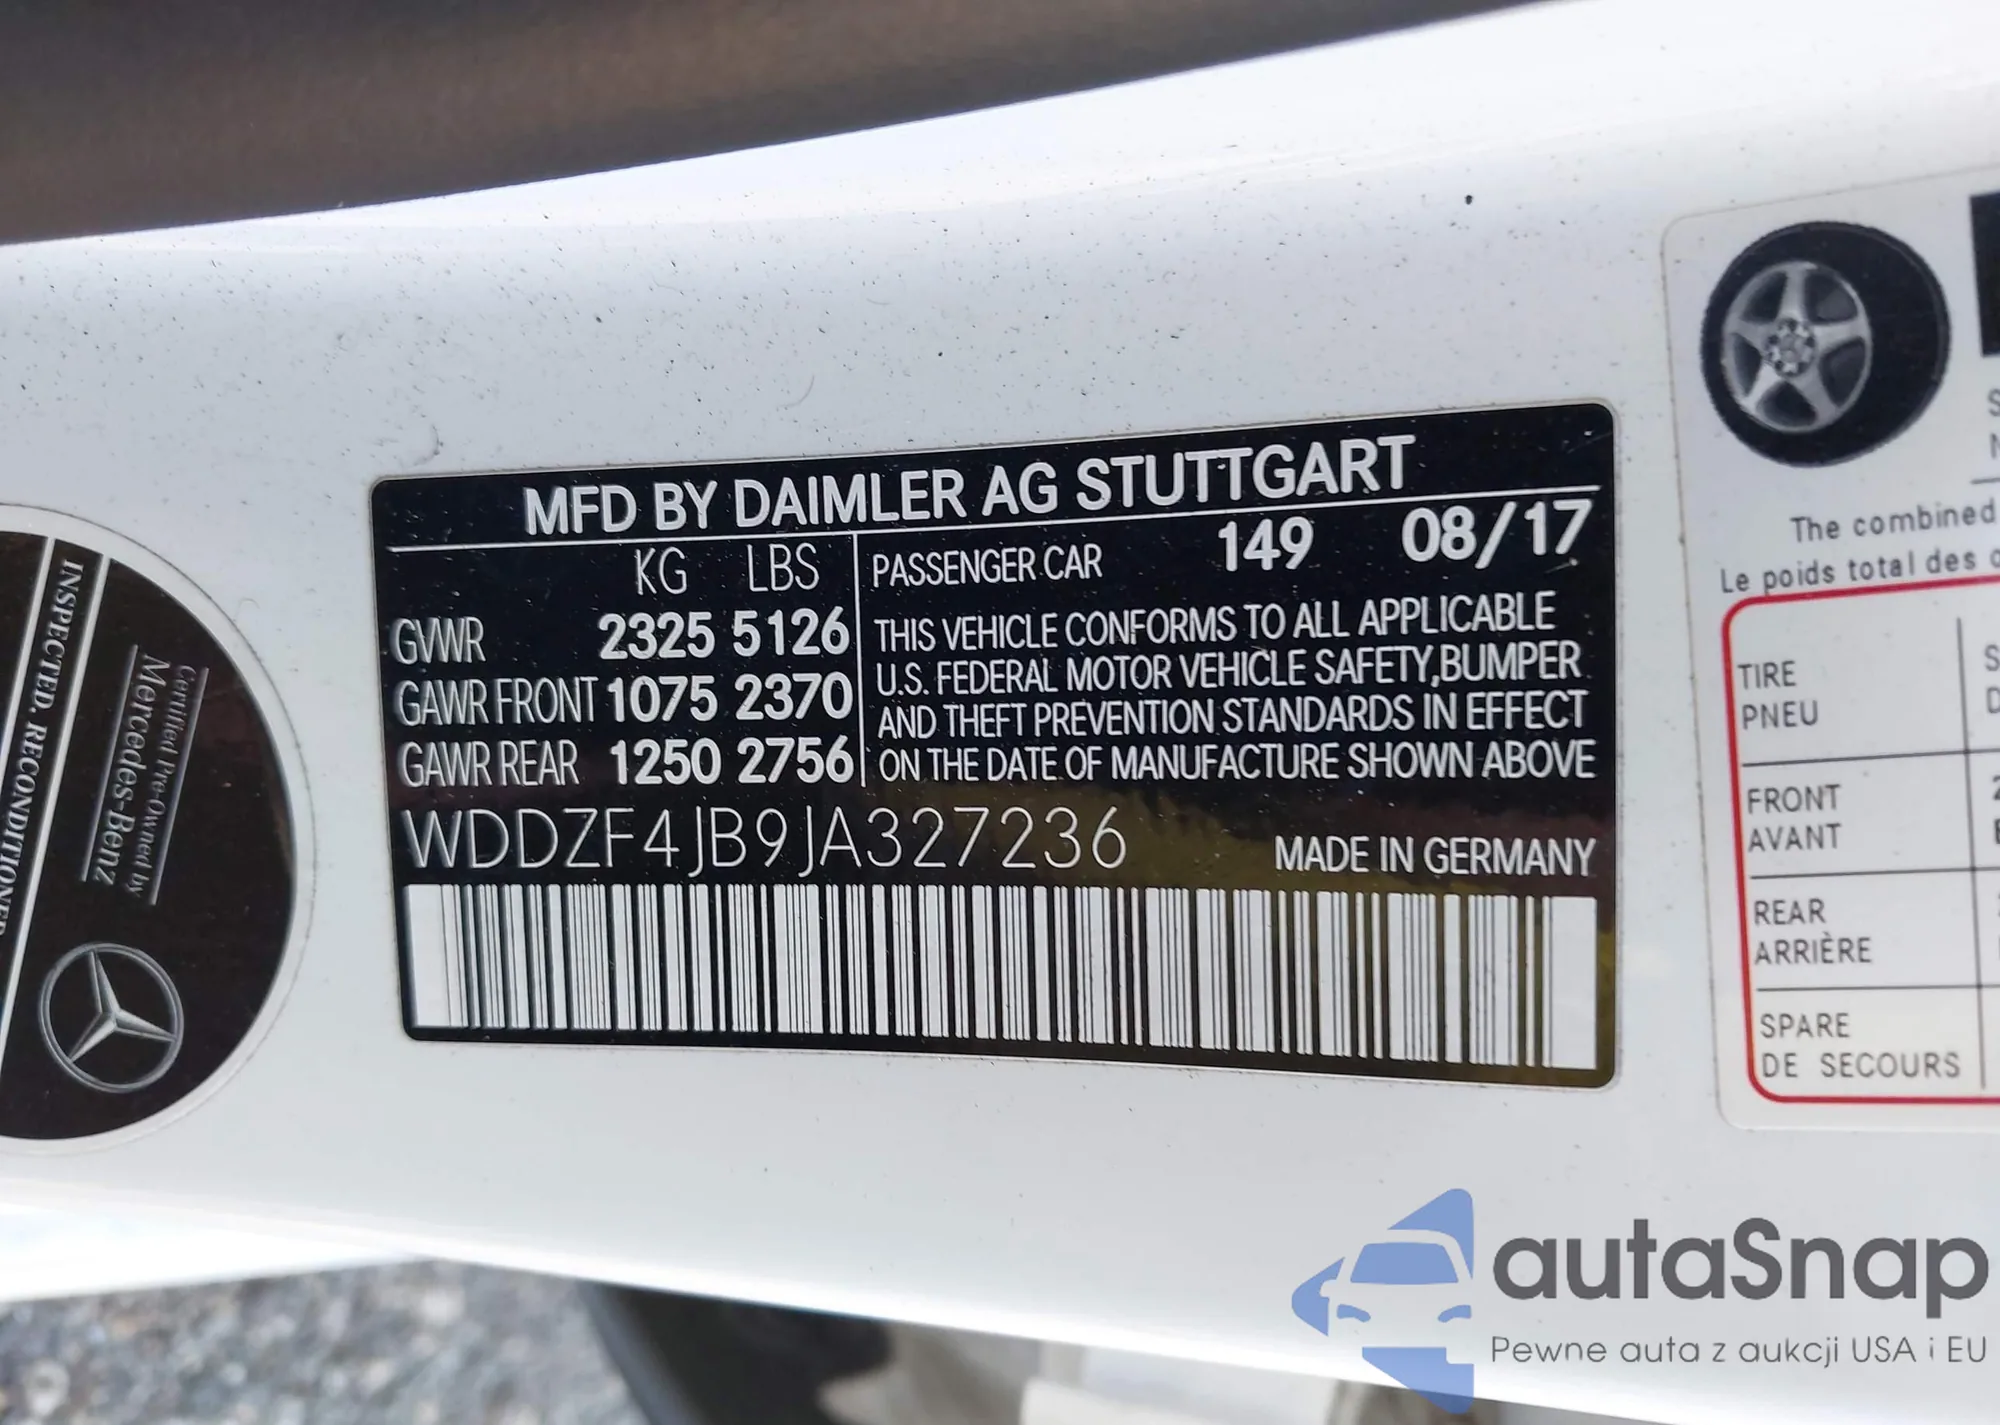 MFD BY DAIMLER AG STUTTGART
KG LBS
GVWR 2325 5126
GAWR FRONT 1075 2370
GAWR REAR 1250 2756
PASSENGER CAR 149 08/17
THIS VEHICLE CONFORMS TO ALL APPLICABLE
U.S. FEDERAL MOTOR VEHICLE SAFETY,BUMPER
AND THEFT PREVENTION STANDARDS IN EFFECT
ON THE DATE OF MANUFACTURE SHOWN ABOVE
WDDZF4JB9JA327236
MADE IN GERMANY
INSPECTED. RECONDITIONED
Certified Pre-Owned by
Mercedes-Benz
The combined
Le poids total des
TIRE
PNEU
FRONT
AVANT
REAR
ARRIÈRE
SPARE
DE SECOURS
autaSnap
Pewne auta z aukcji USA i EU